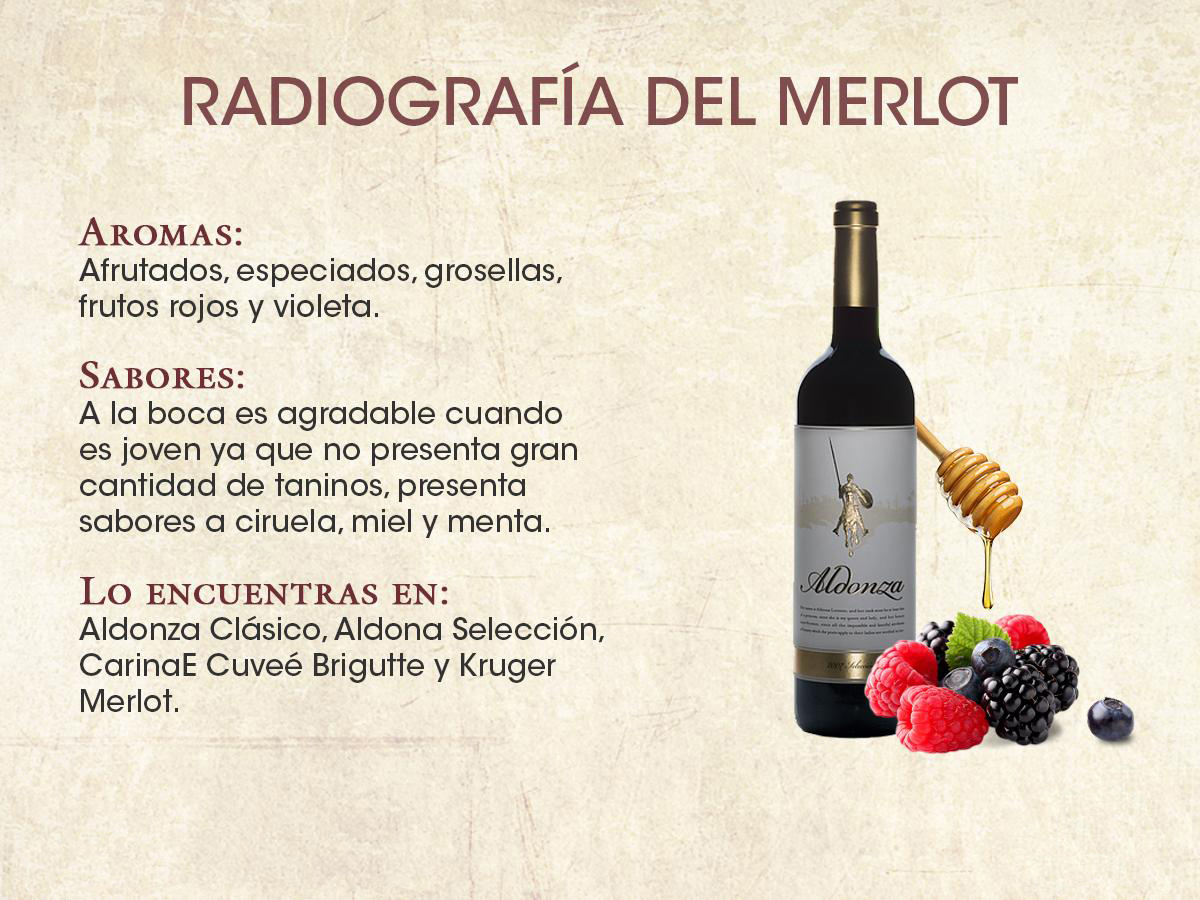 RADIOGRAFÍA DEL MERLOT
AROMAS:
Afrutados, especiados, grosellas,
frutos rojos y violeta.
SABORES:
A la boca es agradable cuando
es joven ya que no presenta gran
cantidad de taninos, presenta
sabores a ciruela, miel y menta.
LO ENCUENTRAS EN:
Aldonza Clásico, Aldona Selección,
CarinaE Cuveé Brigutte y Kruger
Merlot.
Aldonza